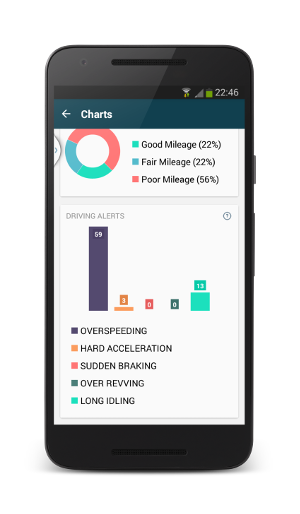 22:46
Charts
Good Mileage (22%)
Fair Mileage (22%)
Poor Mileage (56%)
DRIVING ALERTS ?
59
3
0
0
13
OVERSPEEDING
HARD ACCELERATION
SUDDEN BRAKING
OVER REVVING
LONG IDLING